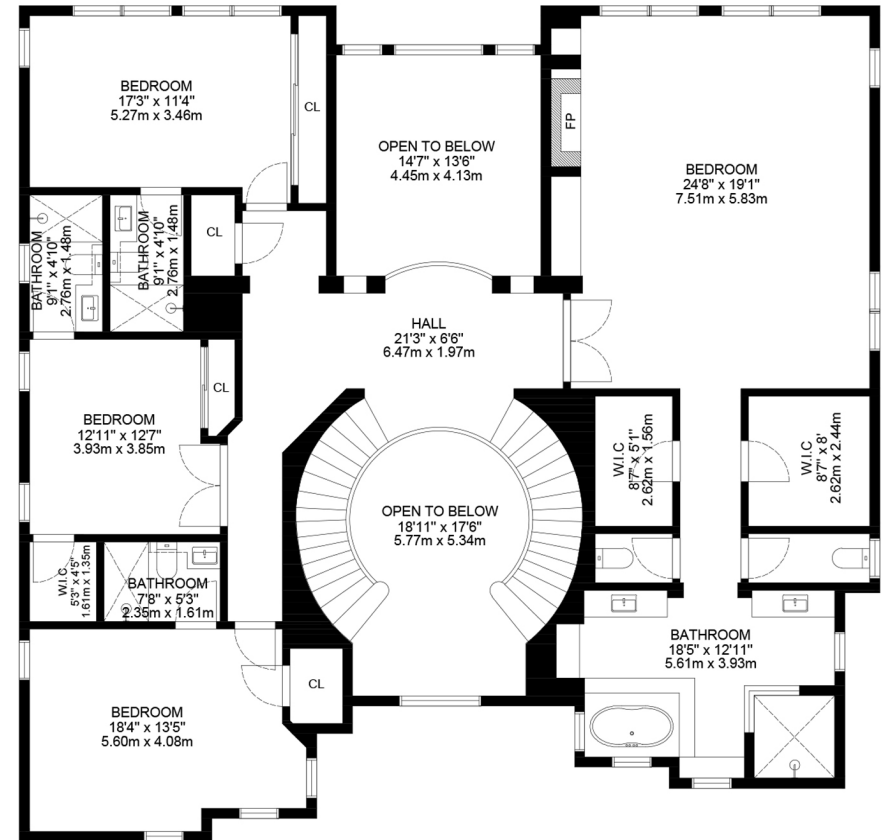 BEDROOM
17'3" x 11'4"
5.27m x 3.46m
CL
OPEN TO BELOW
14'7" x 13'6"
4.45m x 4.13m
FP
BEDROOM
24'8" x 19'1"
7.51m x 5.83m
BATHROOM
9'1" x 4'10"
2.76m x 1.48m
BATHROOM
9'1" x 4'10"
2.76m x 1.48m
CL
HALL
21'3" x 6'6"
6.47m x 1.97m
CL
BEDROOM
12'11" x 12'7"
3.93m x 3.85m
W.I.C
8'7" x 5'1"
2.62m x 1.56m
W.I.C
8'7" x 8'
2.62m x 2.44m
OPEN TO BELOW
18'11" x 17'6"
5.77m x 5.34m
W.I.C
5'3" x 4'5"
1.61m x 1.35m
BATHROOM
7'8" x 5'3"
2.35m x 1.61m
BATHROOM
18'5" x 12'11"
5.61m x 3.93m
CL
BEDROOM
18'4" x 13'5"
5.60m x 4.08m